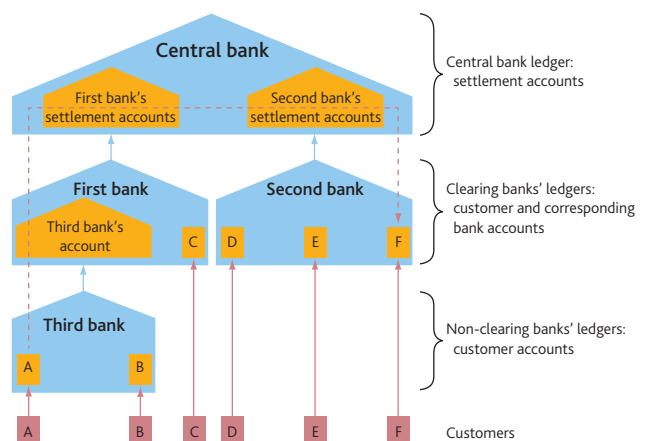 Central bank
First bank's
settlement accounts
Second bank's
settlement accounts
Central bank ledger:
settlement accounts
First bank
Second bank
Third bank's
account
C
D
E
F
Clearing banks' ledgers:
customer and corresponding
bank accounts
Third bank
A
B
Non-clearing banks' ledgers:
customer accounts
A
B
C
D
E
F
Customers